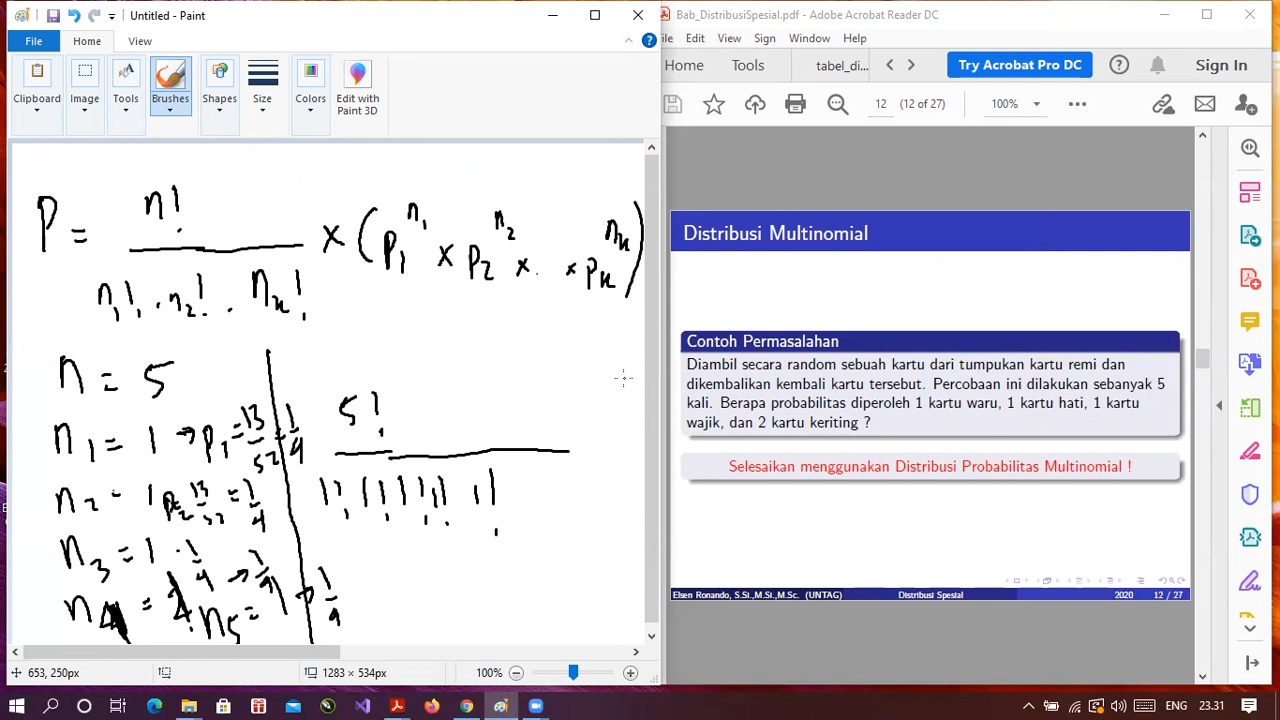 Untitled - Paint
File
Home
View
Clipboard
Image
Tools
Brushes
Shapes
Size
Colors
Edit with
Paint 3D
P = n! / n1! . n2! . nk! × (p1^n1 × p2^n2 × . × pk^nk)
n = 5
n1 = 1 → p1 = 13/52 = 1/4
n2 = 1 p2 = 13/52 = 1/4
n3 = 1
5!
653, 250px
1283 × 534px
100%
Bab_DistribusiSpesial.pdf - Adobe Acrobat Reader DC
File
Edit
View
Sign
Window
Help
Home
Tools
tabel_di...
Try Acrobat Pro DC
Sign In
12
(12 of 27)
100%
Distribusi Multinomial
Contoh Permasalahan
Diambil secara random sebuah kartu dari tumpukan kartu remi dan
dikembalikan kembali kartu tersebut. Percobaan ini dilakukan sebanyak 5
kali. Berapa probabilitas diperoleh 1 kartu waru, 1 kartu hati, 1 kartu
wajik, dan 2 kartu keriting ?
Selesaikan menggunakan Distribusi Probabilitas Multinomial !
Elsen Ronando, S.Si.,M.Si.,M.Sc. (UNTAG)
Distribusi Spesial
2020
12 / 27
ENG
23.31